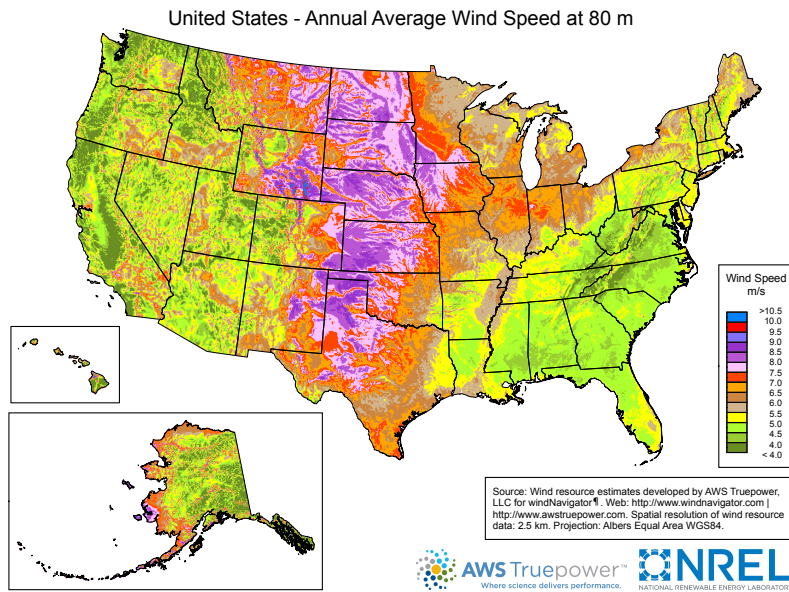 United States - Annual Average Wind Speed at 80 m
Wind Speed
m/s
>10.5
10.0
9.5
9.0
8.5
8.0
7.5
7.0
6.5
6.0
5.5
5.0
4.5
4.0
< 4.0
Source: Wind resource estimates developed by AWS Truepower,
LLC for windNavigator¶ . Web: http://www.windnavigator.com |
http://www.awstruepower.com. Spatial resolution of wind resource
data: 2.5 km. Projection: Albers Equal Area WGS84.
AWS Truepower™
Where science delivers performance.
NREL
NATIONAL RENEWABLE ENERGY LABORATOR